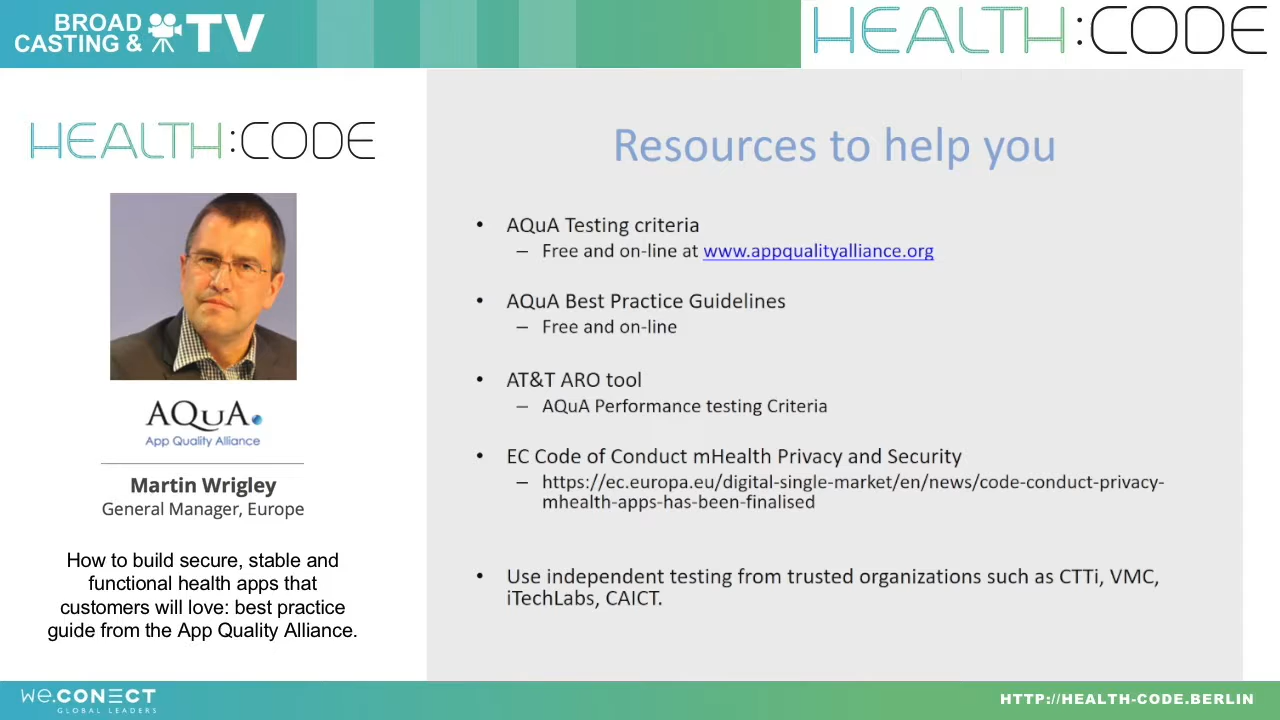 BROAD
CASTING & TV
HEALTH:CODE
HEALTH:CODE
AQuA.
App Quality Alliance
Martin Wrigley
General Manager, Europe
How to build secure, stable and
functional health apps that
customers will love: best practice
guide from the App Quality Alliance.
Resources to help you
• AQuA Testing criteria
– Free and on-line at www.appqualityalliance.org
• AQuA Best Practice Guidelines
– Free and on-line
• AT&T ARO tool
– AQuA Performance testing Criteria
• EC Code of Conduct mHealth Privacy and Security
– https://ec.europa.eu/digital-single-market/en/news/code-conduct-privacy-
mhealth-apps-has-been-finalised
• Use independent testing from trusted organizations such as CTTi, VMC,
iTechLabs, CAICT.
we.CONECT
GLOBAL LEADERS
HTTP://HEALTH-CODE.BERLIN